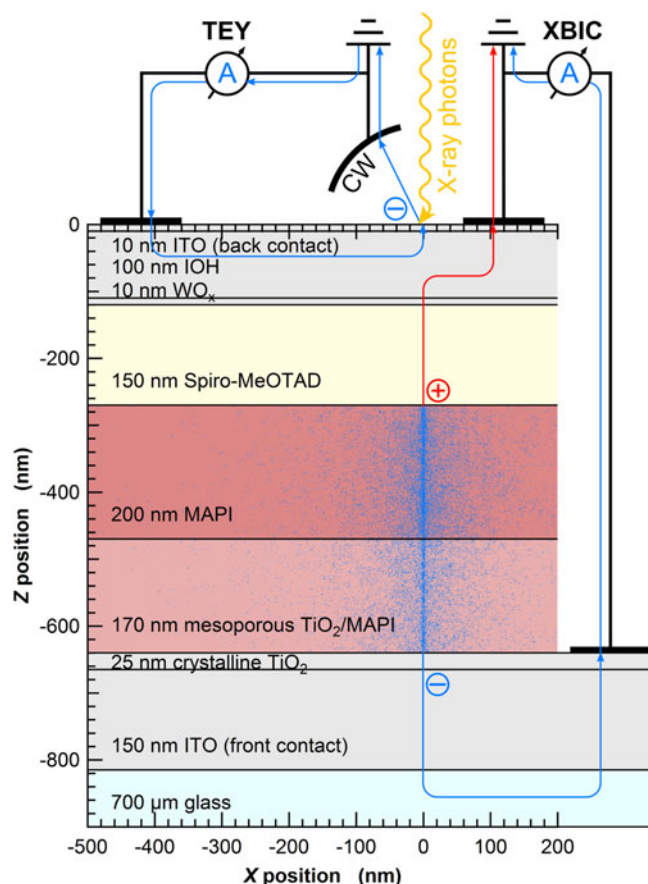 TEY
XBIC
A
A
X-ray photons
CW
−
0
10 nm ITO (back contact)
100 nm IOH
10 nm WOx
-200
150 nm Spiro-MeOTAD
+
-400
200 nm MAPI
-600
170 nm mesoporous TiO2/MAPI
25 nm crystalline TiO2
−
150 nm ITO (front contact)
-800
700 µm glass
Z position (nm)
-500 -400 -300 -200 -100 0 100 200
X position (nm)